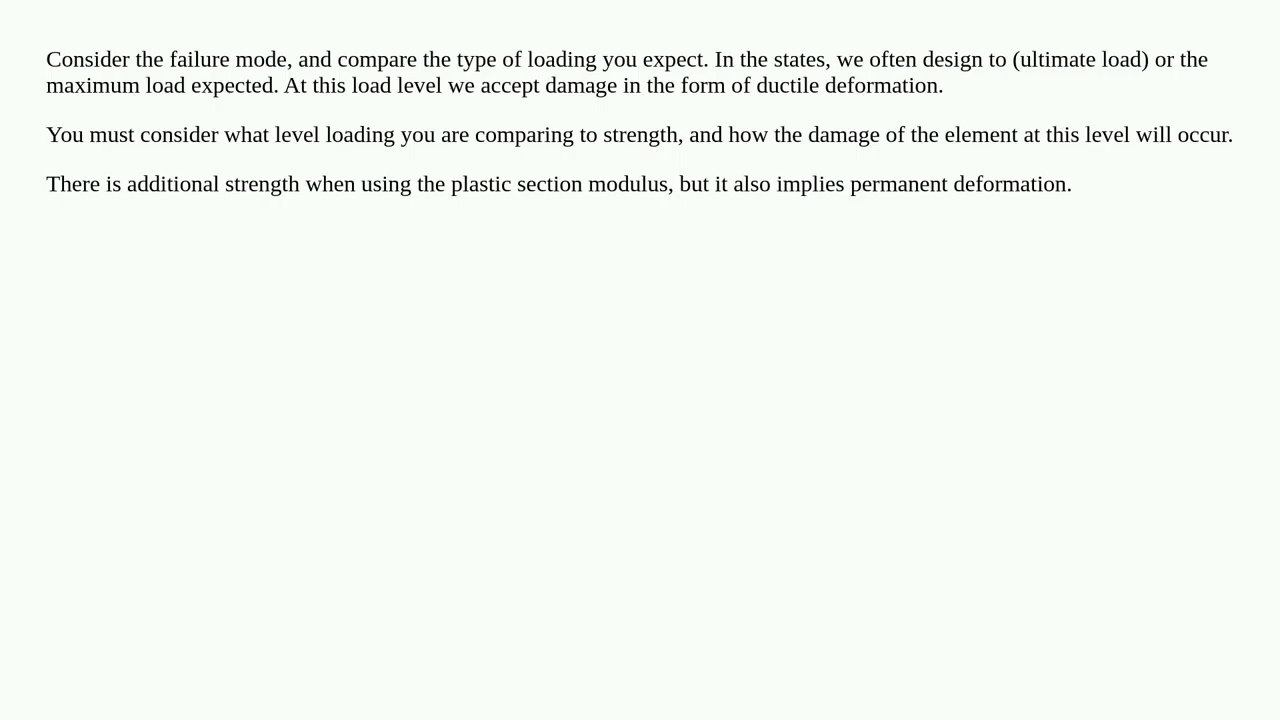 Consider the failure mode, and compare the type of loading you expect. In the states, we often design to (ultimate load) or the
maximum load expected. At this load level we accept damage in the form of ductile deformation.
You must consider what level loading you are comparing to strength, and how the damage of the element at this level will occur.
There is additional strength when using the plastic section modulus, but it also implies permanent deformation.